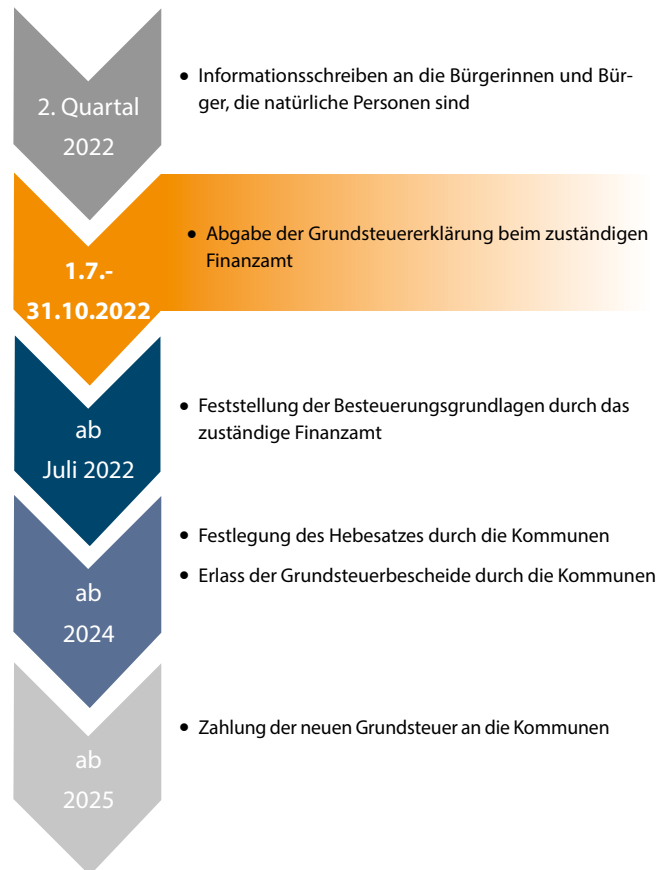 2. Quartal
2022
• Informationsschreiben an die Bürgerinnen und Bür-
ger, die natürliche Personen sind
1.7.-
31.10.2022
• Abgabe der Grundsteuererklärung beim zuständigen
Finanzamt
ab
Juli 2022
• Feststellung der Besteuerungsgrundlagen durch das
zuständige Finanzamt
ab
2024
• Festlegung des Hebesatzes durch die Kommunen
• Erlass der Grundsteuerbescheide durch die Kommunen
ab
2025
• Zahlung der neuen Grundsteuer an die Kommunen